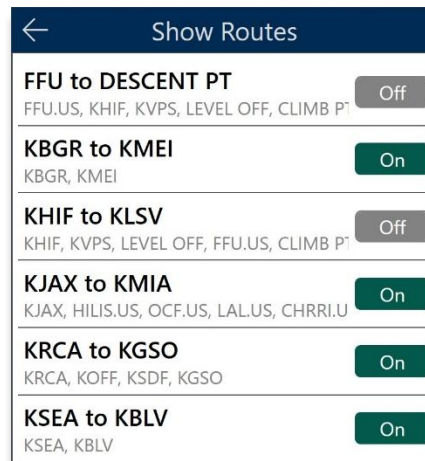 Show Routes
FFU to DESCENT PT
Off
FFU.US, KHIF, KVPS, LEVEL OFF, CLIMB PT
KBGR to KMEI
On
KBGR, KMEI
KHIF to KLSV
Off
KHIF, KVPS, LEVEL OFF, FFU.US, CLIMB PT
KJAX to KMIA
On
KJAX, HILIS.US, OCF.US, LAL.US, CHRRI.U
KRCA to KGSO
On
KRCA, KOFF, KSDF, KGSO
KSEA to KBLV
On
KSEA, KBLV